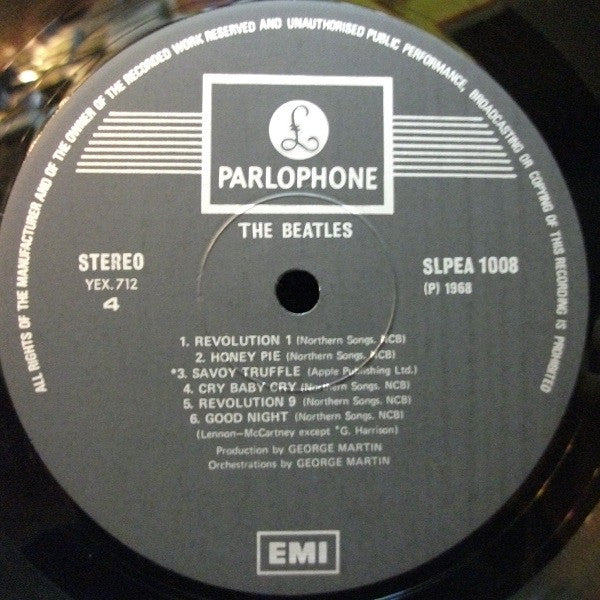 ALL RIGHTS OF THE MANUFACTURER AND OF THE OWNER OF THE RECORDED WORK RESERVED AND UNAUTHORISED PUBLIC PERFORMANCE, BROADCASTING OR COPYING OF THIS RECORDING IS PROHIBITED
£
PARLOPHONE
THE BEATLES
STEREO
YEX.712
4
SLPEA 1008
(P) 1968
1. REVOLUTION 1 (Northern Songs, NCB)
2. HONEY PIE (Northern Songs. NCB)
*3. SAVOY TRUFFLE (Apple Publishing Ltd.)
4. CRY BABY CRY (Northern Songs. NCB)
5. REVOLUTION 9 (Northern Songs. NCB)
6. GOOD NIGHT (Northern Songs, NCB)
(Lennon-McCartney except *G. Harrison)
Production by GEORGE MARTIN
Orchestrations by GEORGE MARTIN
EMI